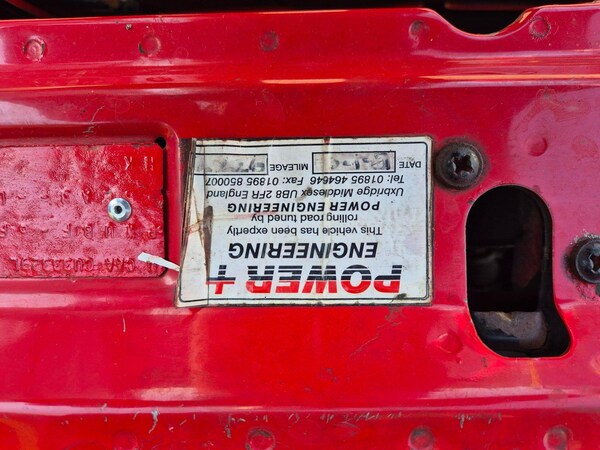 POWER +
ENGINEERING
This vehicle has been expertly
rolling road tuned by
POWER ENGINEERING
Uxbridge Middlesex UB8 2FR England
Tel: 01895 464646 Fax: 01895 850007
DATE MILEAGE